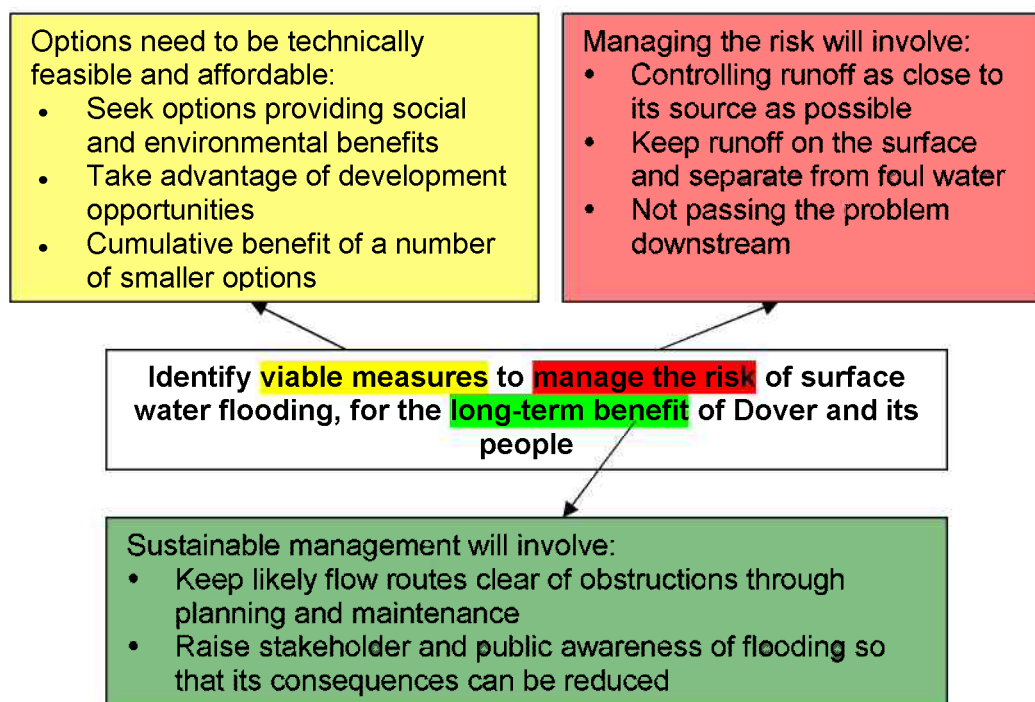 Options need to be technically
feasible and affordable:
• Seek options providing social
and environmental benefits
• Take advantage of development
opportunities
• Cumulative benefit of a number
of smaller options
Managing the risk will involve:
• Controlling runoff as close to
its source as possible
• Keep runoff on the surface
and separate from foul water
• Not passing the problem
downstream
Identify viable measures to manage the risk of surface
water flooding, for the long-term benefit of Dover and its
people
Sustainable management will involve:
• Keep likely flow routes clear of obstructions through
planning and maintenance
• Raise stakeholder and public awareness of flooding so
that its consequences can be reduced